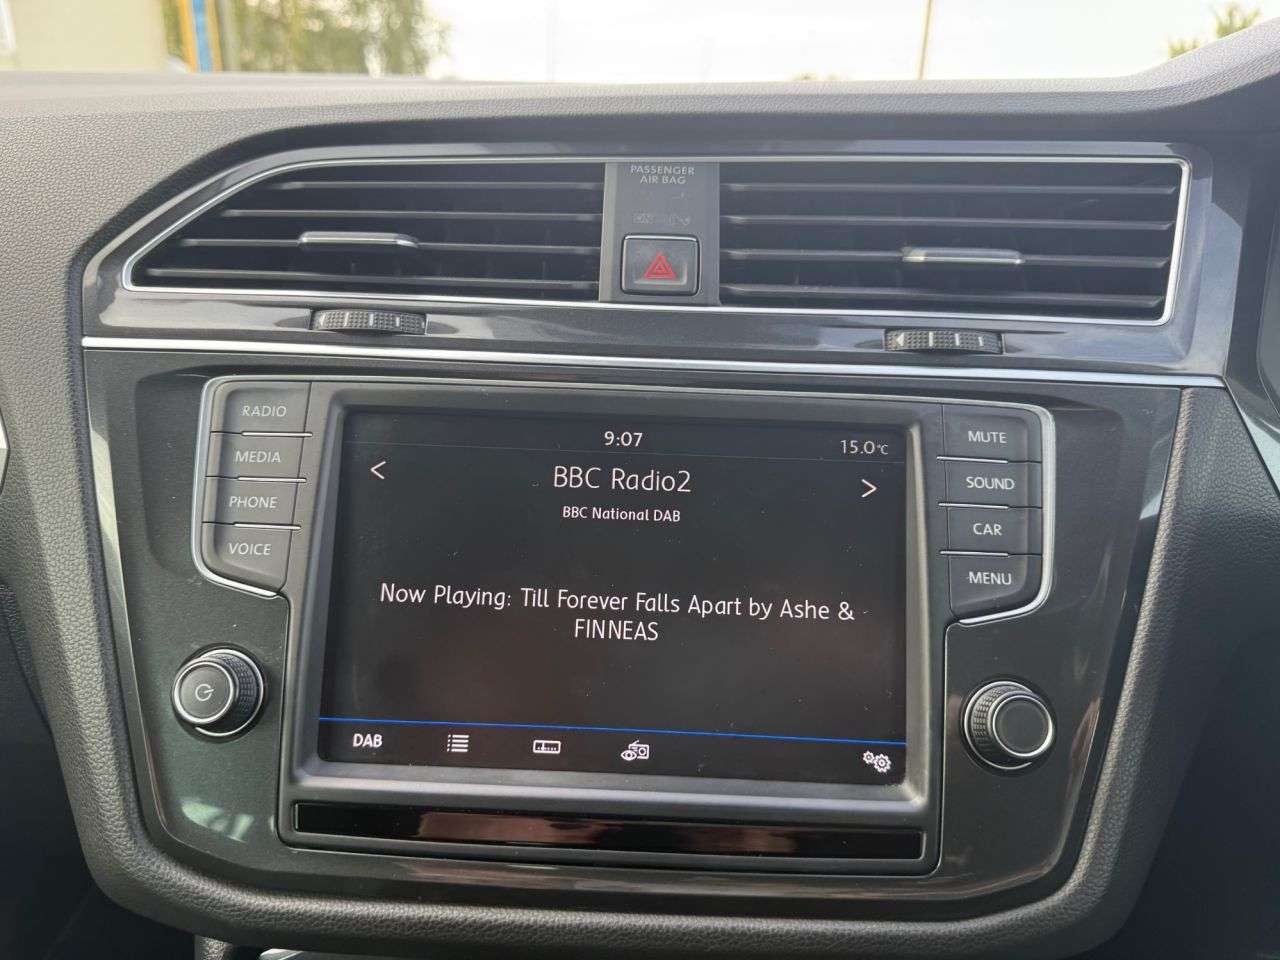 PASSENGER
AIR BAG
RADIO
MEDIA
PHONE
VOICE
9:07
15.0°C
< BBC Radio2 >
BBC National DAB
Now Playing: Till Forever Falls Apart by Ashe &
FINNEAS
DAB
MUTE
SOUND
CAR
MENU